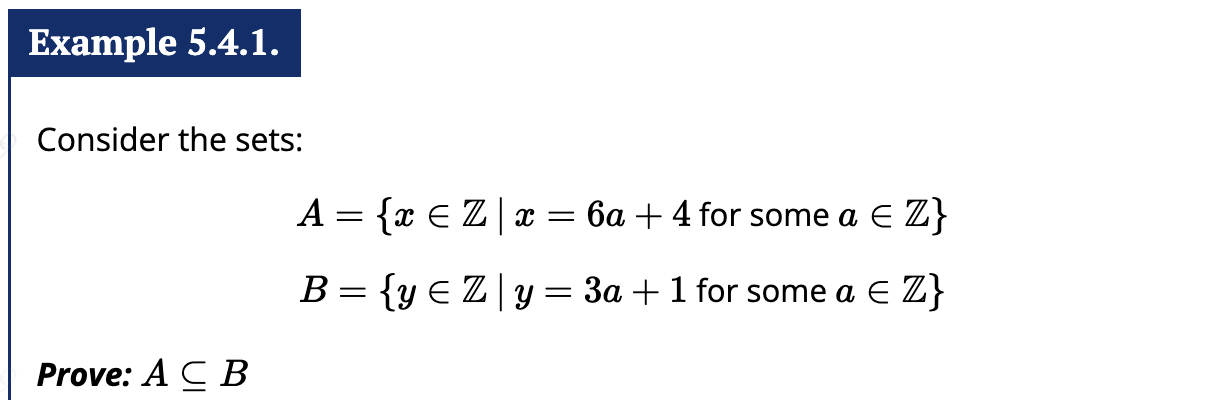 Example 5.4.1.
Consider the sets:
A = {x ∈ ℤ | x = 6a + 4 for some a ∈ ℤ}
B = {y ∈ ℤ | y = 3a + 1 for some a ∈ ℤ}
Prove: A ⊆ B